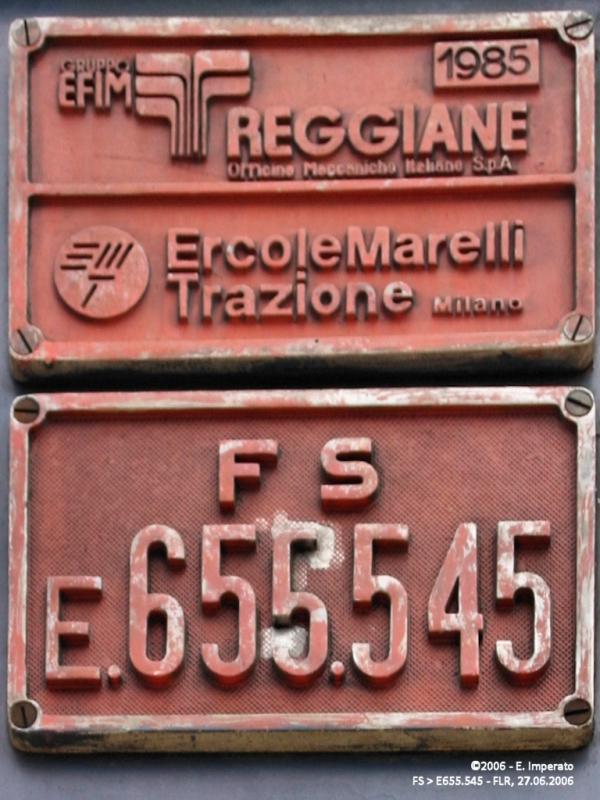 GRUPPO
EFIM
1985
REGGIANE
Officine Meccaniche Italiane S.p.A
ErcoleMarelli
Trazione Milano
FS
E.655.545
©2006 - E. Imperato
FS > E655.545 - FLR, 27.06.2006